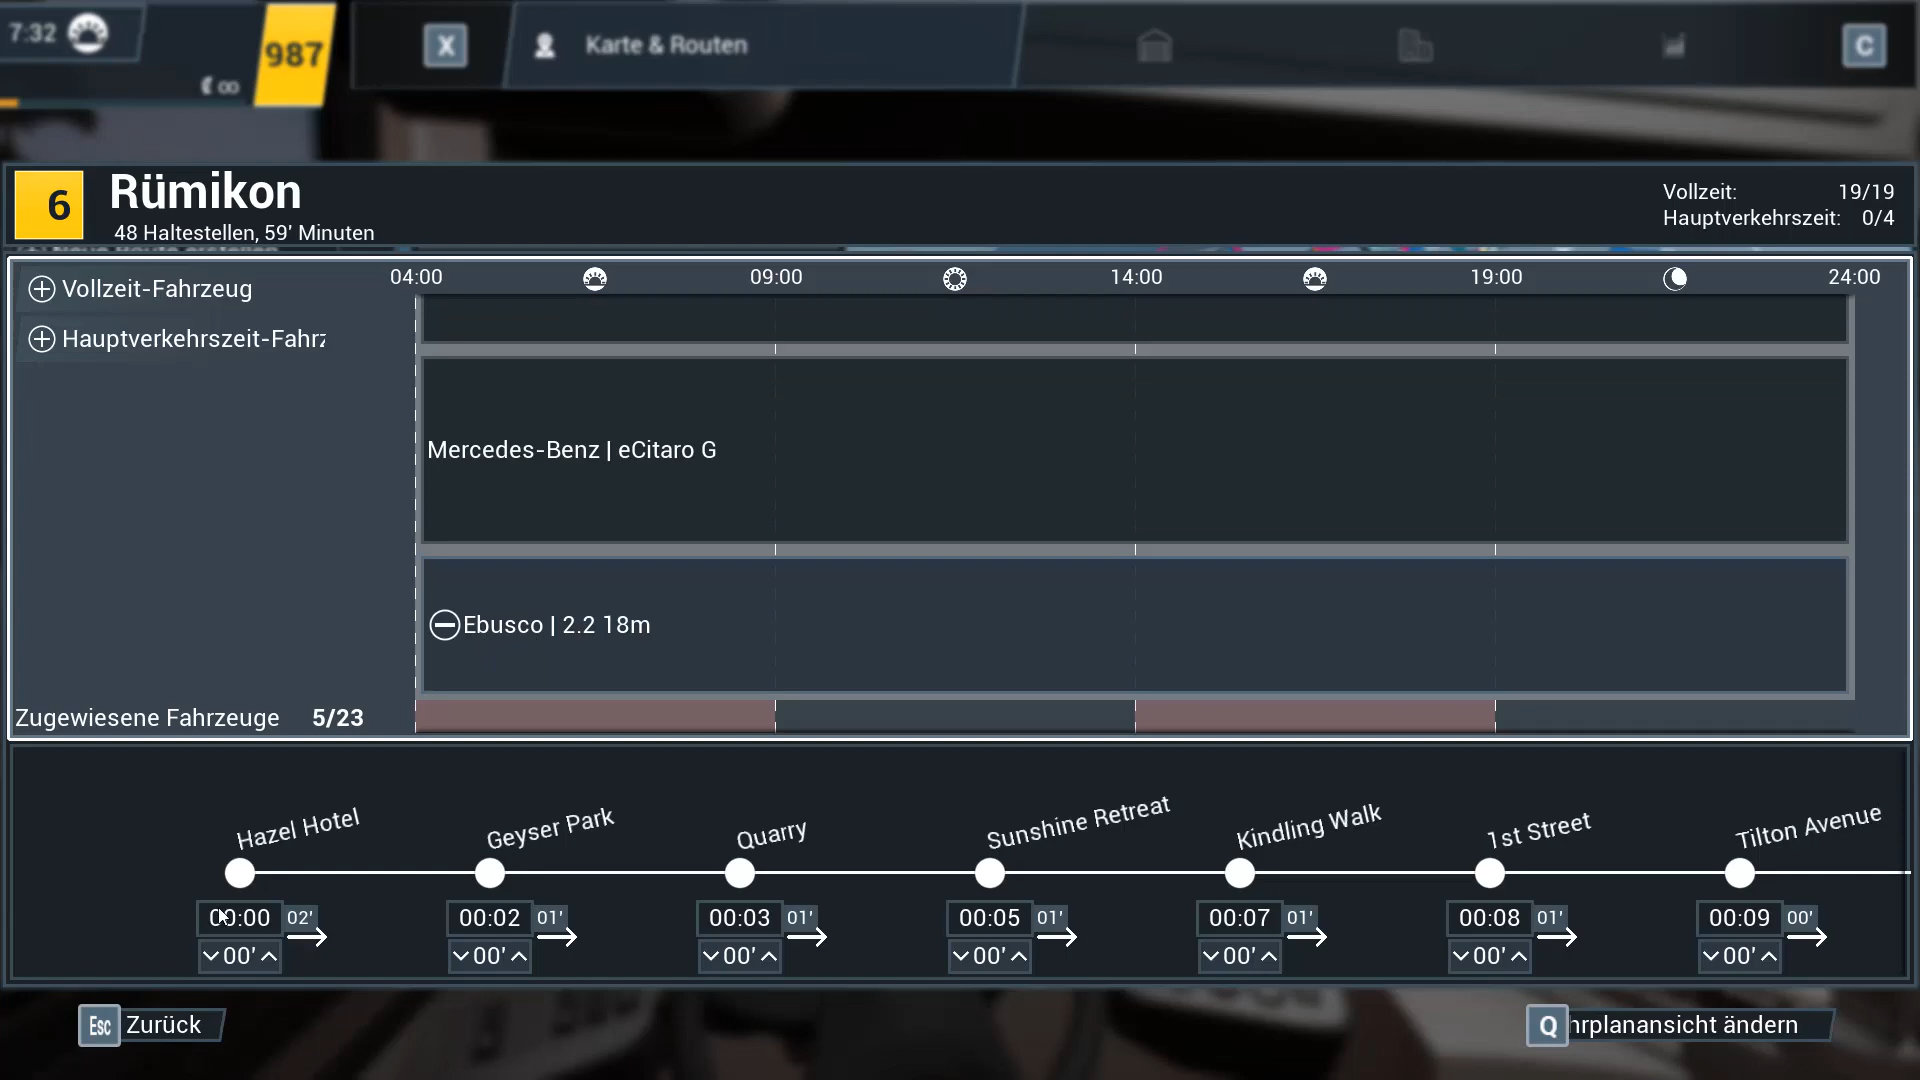 7:32
∞
987
X
Karte & Routen
C
6
Rümikon
48 Haltestellen, 59' Minuten
Vollzeit: 19/19
Hauptverkehrszeit: 0/4
Vollzeit-Fahrzeug
Hauptverkehrszeit-Fahrz
04:00 09:00 14:00 19:00 24:00
Mercedes-Benz | eCitaro G
Ebusco | 2.2 18m
Zugewiesene Fahrzeuge 5/23
Hazel Hotel Geyser Park Quarry Sunshine Retreat Kindling Walk 1st Street Tilton Avenue
00:00 02' 00:02 01' 00:03 01' 00:05 01' 00:07 01' 00:08 01' 00:09 00'
00' 00' 00' 00' 00' 00' 00'
Esc Zurück
Q hrplanansicht ändern